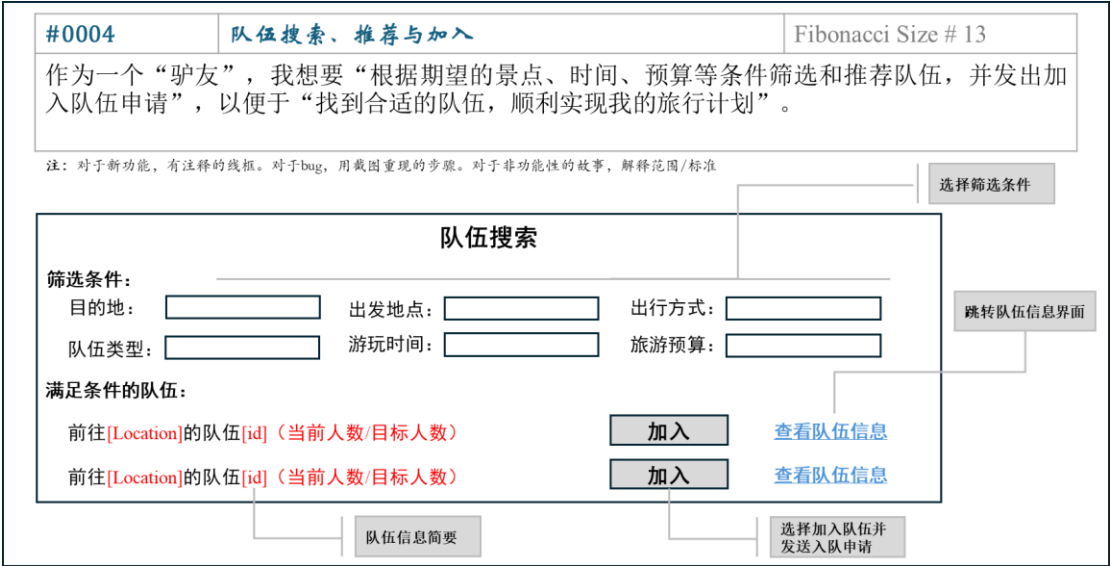 #0004 队伍搜索、推荐与加入 Fibonacci Size # 13
作为一个“驴友”，我想要“根据期望的景点、时间、预算等条件筛选和推荐队伍，并发出加
入队伍申请”，以便于“找到合适的队伍，顺利实现我的旅行计划”。
注：对于新功能，有注释的线框。对于bug，用截图重现的步骤。对于非功能性的故事，解释范围/标准
选择筛选条件
队伍搜索
筛选条件：
目的地： 出发地点： 出行方式：
跳转队伍信息界面
队伍类型： 游玩时间： 旅游预算：
满足条件的队伍：
前往[Location]的队伍[id]（当前人数/目标人数） 加入 查看队伍信息
前往[Location]的队伍[id]（当前人数/目标人数） 加入 查看队伍信息
队伍信息简要
选择加入队伍并
发送入队申请